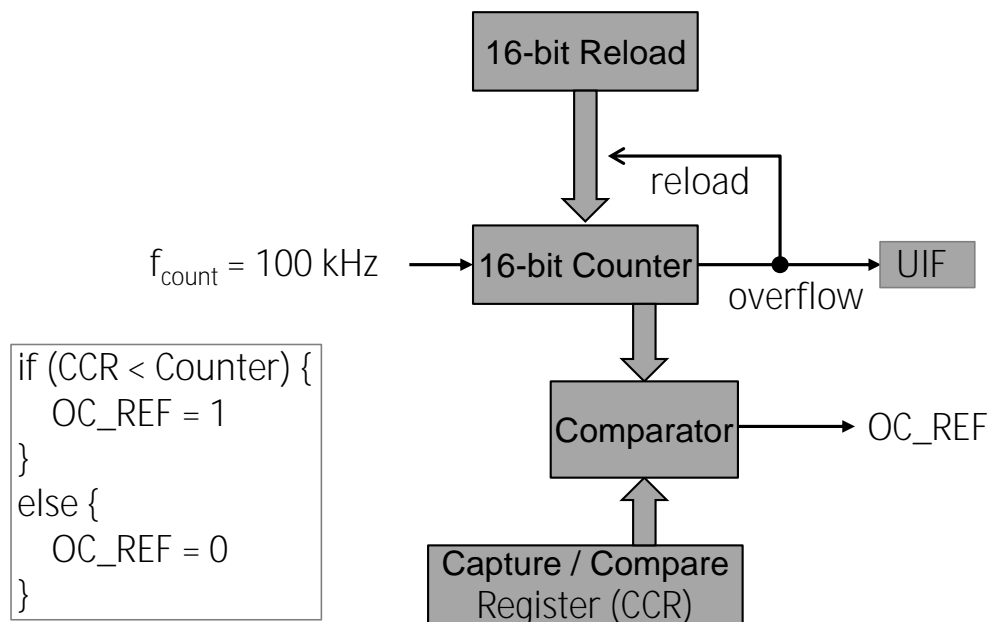 16-bit Reload
reload
f_count = 100 kHz
16-bit Counter
UIF
overflow
if (CCR < Counter) {
OC_REF = 1
}
else {
OC_REF = 0
}
Comparator
OC_REF
Capture / Compare
Register (CCR)